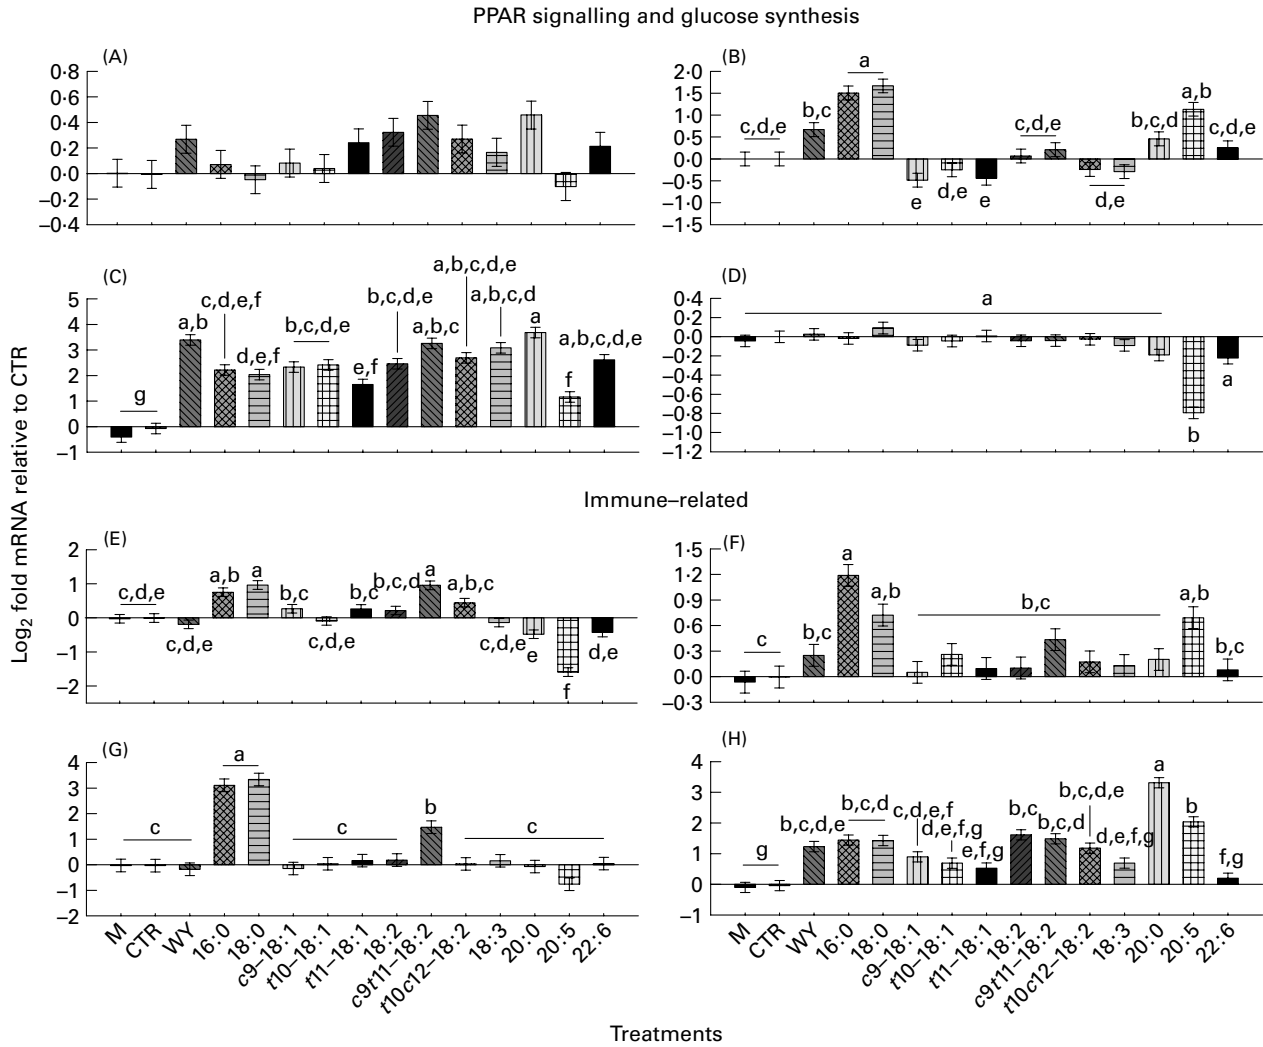 PPAR signalling and glucose synthesis
(A)
0·8
0·6
0·4
0·2
0·0
–0·2
–0·4
(B)
2·0
1·5
1·0
0·5
0·0
–0·5
–1·0
–1·5
c,d,e
b,c
a
e
d,e
e
c,d,e
d,e
b,c,d
a,b
c,d,e
(C)
5
4
3
2
1
0
–1
g
a,b
c,d,e,f
d,e,f
b,c,d,e
e,f
b,c,d,e
a,b,c
a,b,c,d,e
a,b,c,d
a
f
a,b,c,d,e
(D)
0·4
0·2
0·0
–0·2
–0·4
–0·6
–0·8
–1·0
–1·2
a
b
a
Log2 fold mRNA relative to CTR
Immune–related
(E)
2
1
0
–1
–2
c,d,e
c,d,e
a,b
a
b,c
c,d,e
b,c
b,c,d
a
a,b,c
c,d,e
e
f
d,e
(F)
1·5
1·2
0·9
0·6
0·3
0·0
–0·3
c
b,c
a
a,b
b,c
a,b
b,c
(G)
4
3
2
1
0
–1
–2
c
a
c
b
c
M
CTR
WY
16:0
18:0
c9–18:1
t10–18:1
t11–18:1
18:2
c9t11–18:2
t10c12–18:2
18:3
20:0
20:5
22:6
(H)
4
3
2
1
0
–1
g
b,c,d,e
b,c,d
c,d,e,f
d,e,f,g
e,f,g
b,c
b,c,d
b,c,d,e
d,e,f,g
a
b
f,g
M
CTR
WY
16:0
18:0
c9–18:1
t10–18:1
t11–18:1
18:2
c9t11–18:2
t10c12–18:2
18:3
20:0
20:5
22:6
Treatments